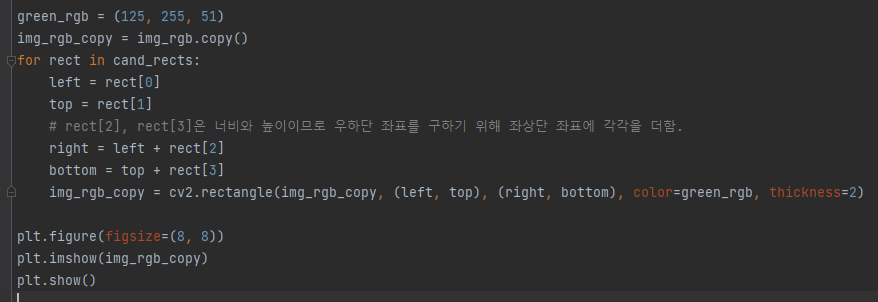 green_rgb = (125, 255, 51)
img_rgb_copy = img_rgb.copy()
for rect in cand_rects:
    left = rect[0]
    top = rect[1]
    # rect[2], rect[3]은 너비와 높이이므로 우하단 좌표를 구하기 위해 좌상단 좌표에 각각을 더함.
    right = left + rect[2]
    bottom = top + rect[3]
    img_rgb_copy = cv2.rectangle(img_rgb_copy, (left, top), (right, bottom), color=green_rgb, thickness=2)

plt.figure(figsize=(8, 8))
plt.imshow(img_rgb_copy)
plt.show()